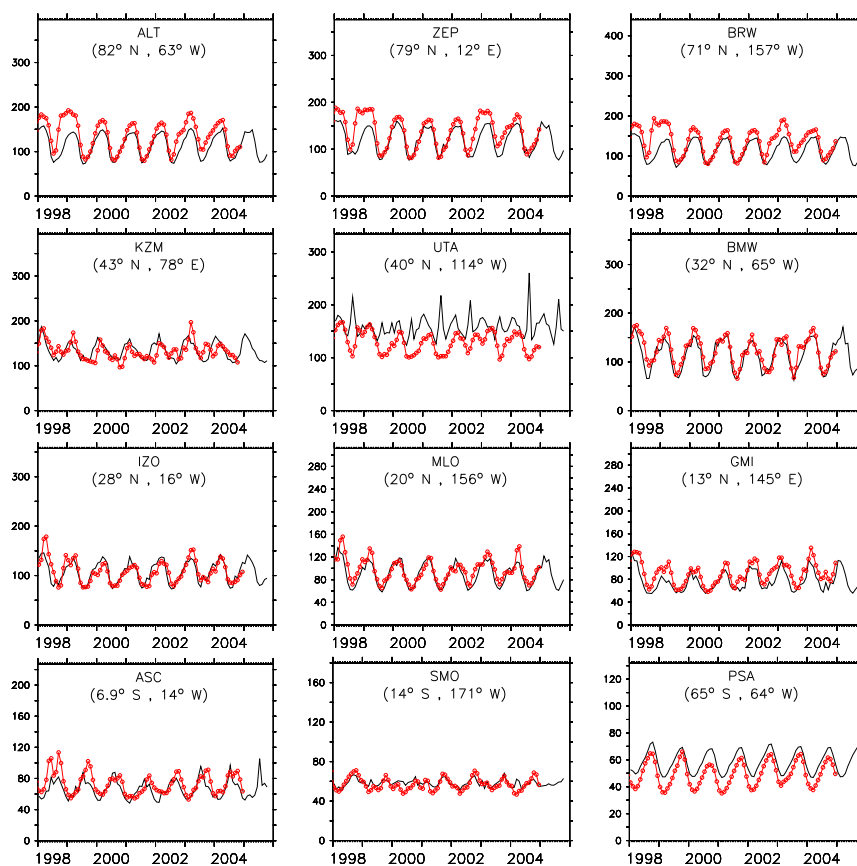 ALT
(82° N , 63° W)
300
200
100
0
1998 2000 2002 2004
ZEP
(79° N , 12° E)
300
200
100
0
1998 2000 2002 2004
BRW
(71° N , 157° W)
400
300
200
100
0
1998 2000 2002 2004
KZM
(43° N , 78° E)
300
200
100
0
1998 2000 2002 2004
UTA
(40° N , 114° W)
300
200
100
0
1998 2000 2002 2004
BMW
(32° N , 65° W)
300
200
100
0
1998 2000 2002 2004
IZO
(28° N , 16° W)
300
200
100
0
1998 2000 2002 2004
MLO
(20° N , 156° W)
280
240
200
160
120
80
40
0
1998 2000 2002 2004
GMI
(13° N , 145° E)
280
240
200
160
120
80
40
0
1998 2000 2002 2004
ASC
(6.9° S , 14° W)
200
160
120
80
40
0
1998 2000 2002 2004
SMO
(14° S , 171° W)
160
120
80
40
0
1998 2000 2002 2004
PSA
(65° S , 64° W)
120
100
80
60
40
20
0
1998 2000 2002 2004